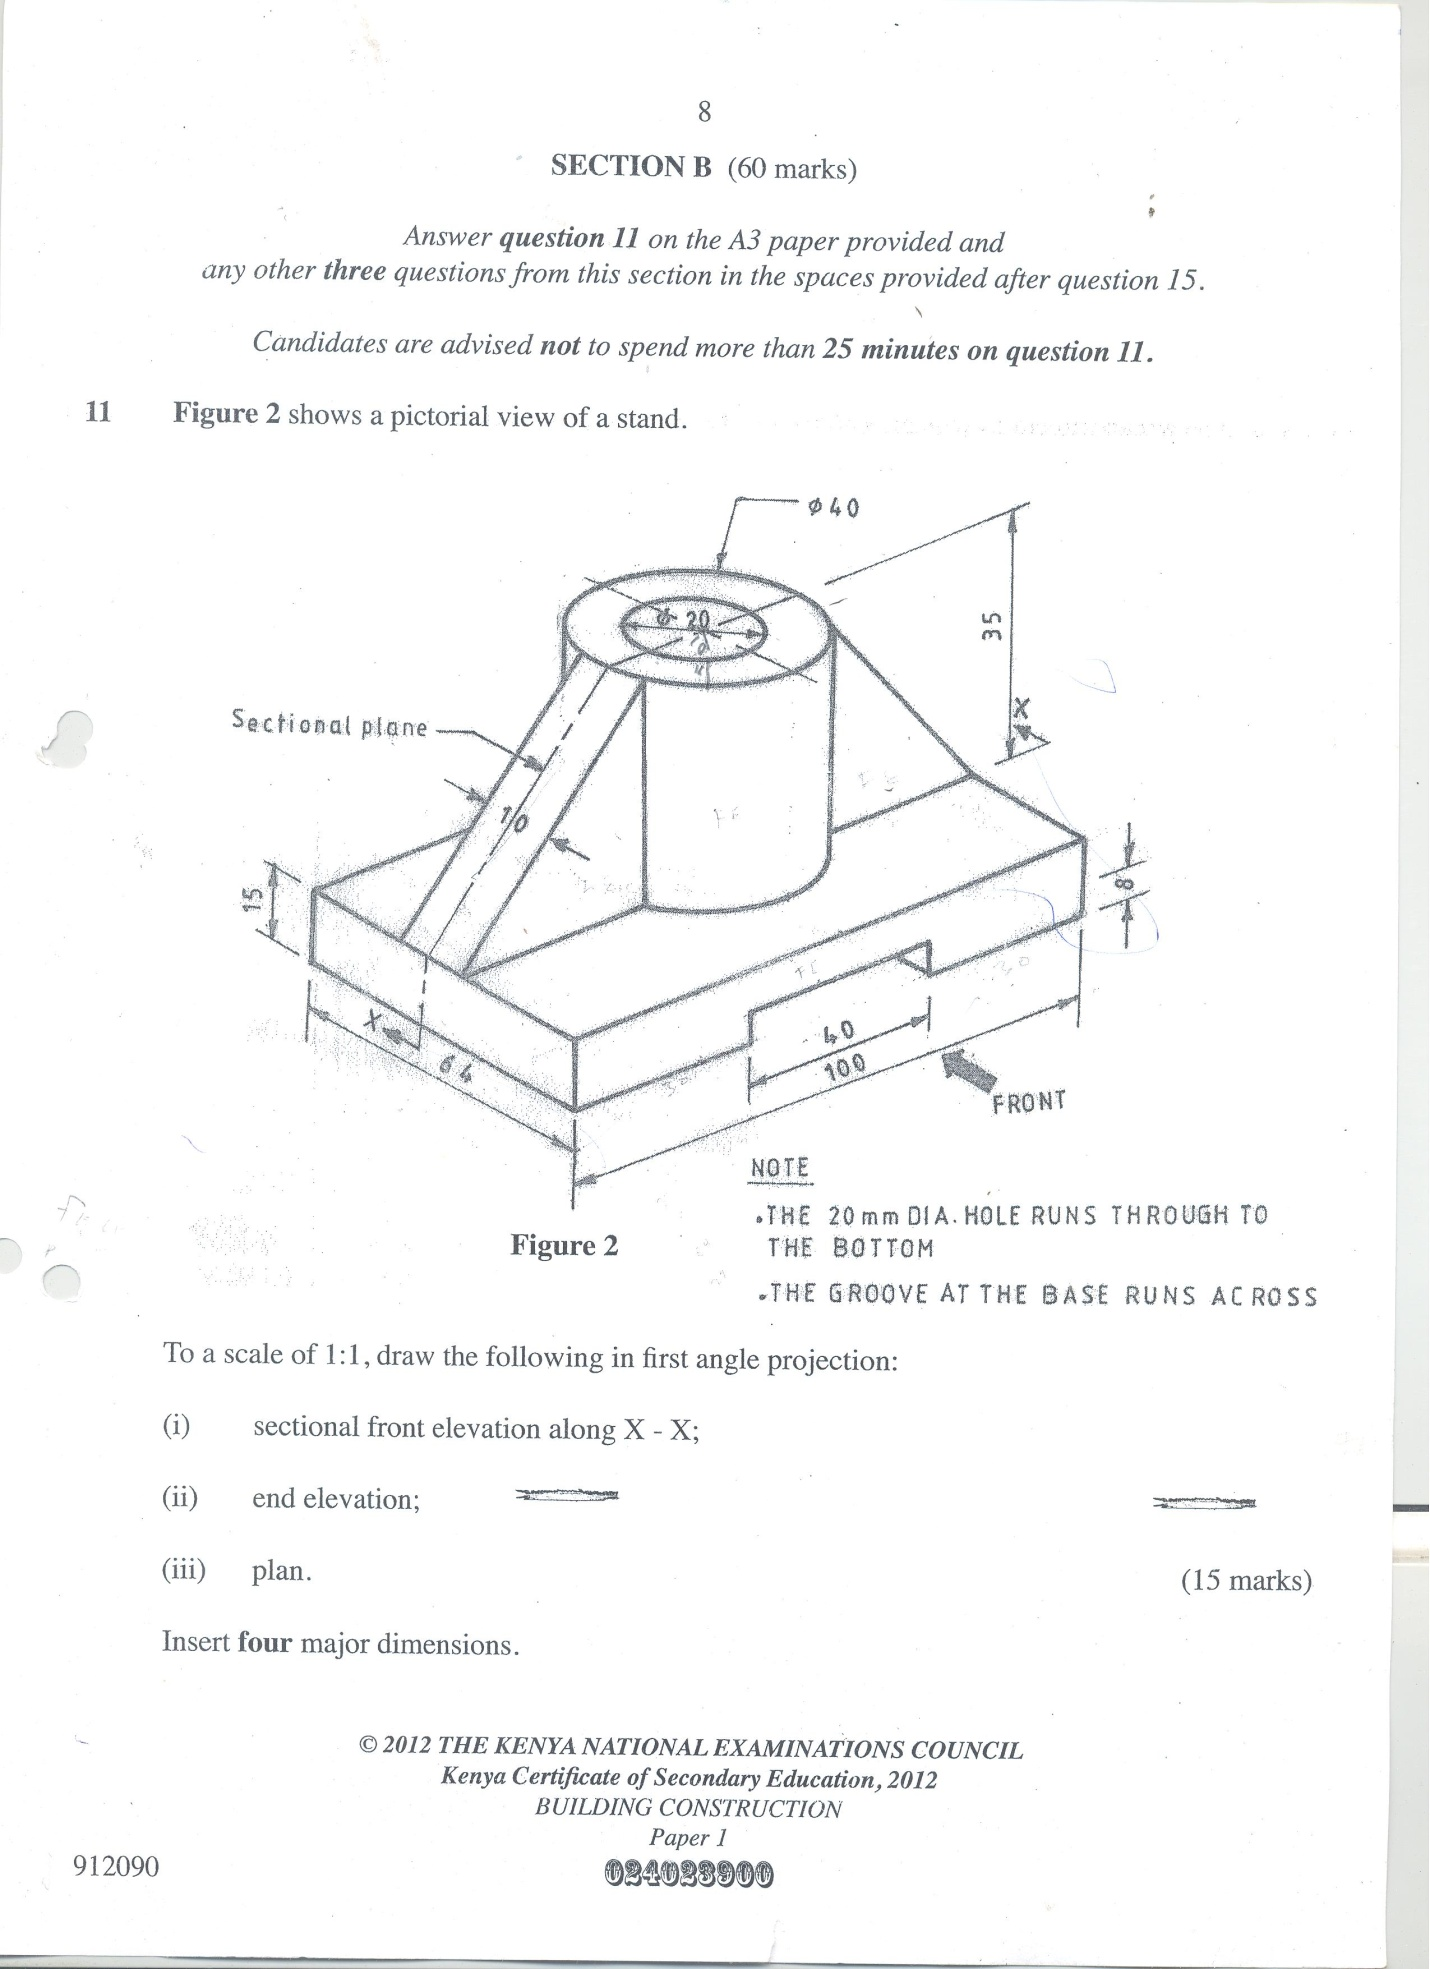 8
SECTION B (60 marks)
Answer question 11 on the A3 paper provided and
any other three questions from this section in the spaces provided after question 15.
Candidates are advised not to spend more than 25 minutes on question 11.
11 Figure 2 shows a pictorial view of a stand.
ϕ 40
ϕ 20
35
X
Sectional plane
10
15
8
X
64
40
100
FRONT
NOTE
.THE 20 mm DIA. HOLE RUNS THROUGH TO
THE BOTTOM
.THE GROOVE AT THE BASE RUNS ACROSS
Figure 2
To a scale of 1:1, draw the following in first angle projection:
(i) sectional front elevation along X - X;
(ii) end elevation;
(iii) plan.
(15 marks)
Insert four major dimensions.
© 2012 THE KENYA NATIONAL EXAMINATIONS COUNCIL
Kenya Certificate of Secondary Education, 2012
BUILDING CONSTRUCTION
Paper 1
912090
024023900